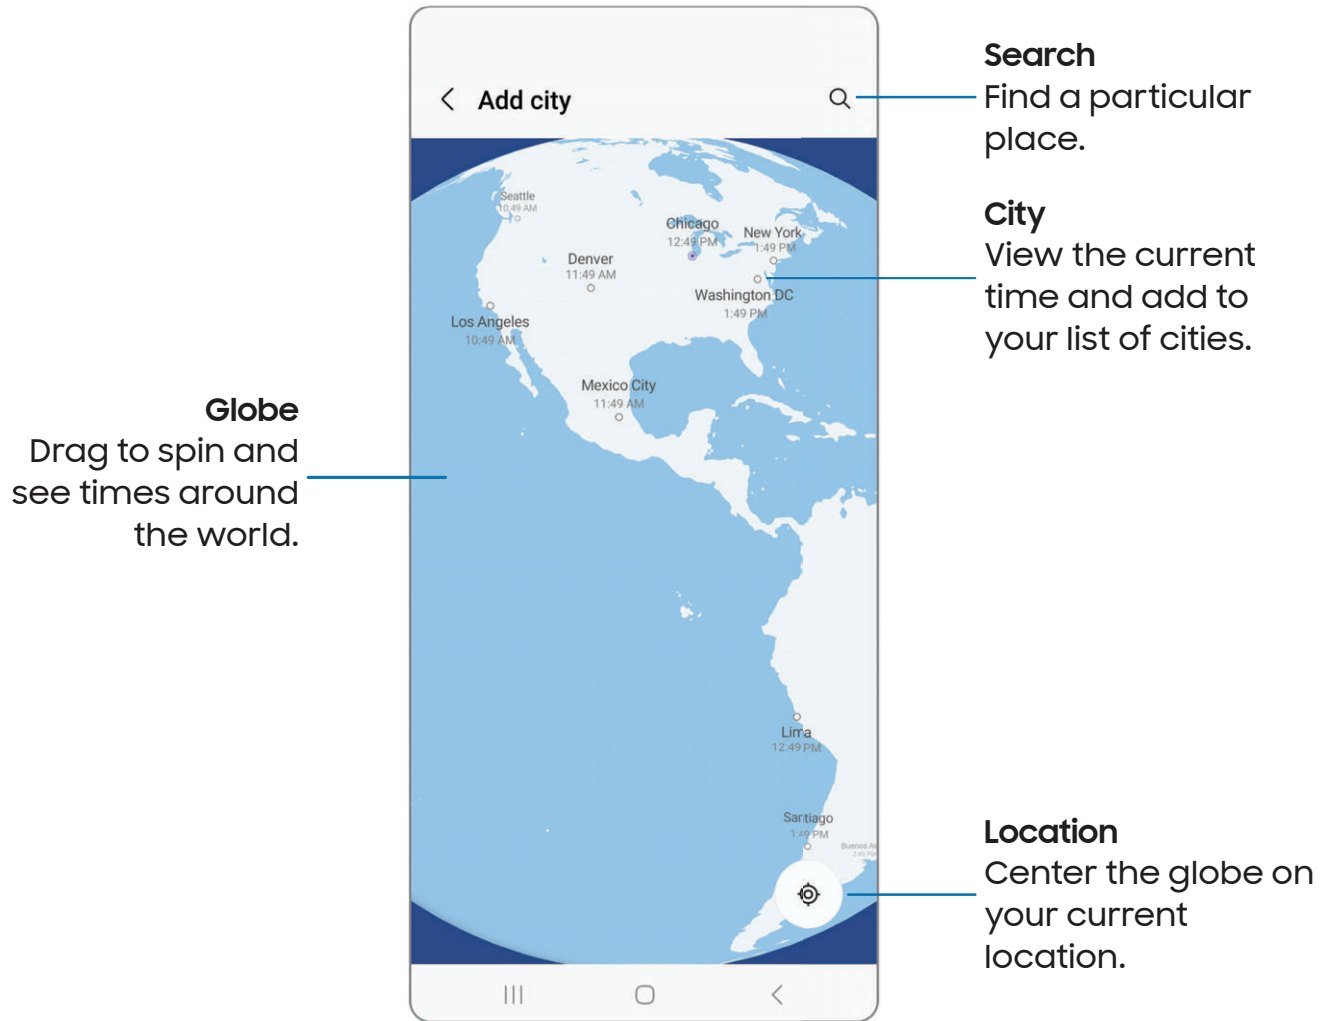 Add city
Search
Find a particular
place.
Seattle
10:49 AM
Chicago
12:49 PM
New York
1:49 PM
City
View the current
time and add to
your list of cities.
Denver
11:49 AM
Washington DC
1:49 PM
Los Angeles
10:49 AM
Mexico City
11:49 AM
Globe
Drag to spin and
see times around
the world.
Lima
12:49 PM
Santiago
1:49 PM
Buenos Ai
Location
Center the globe on
your current
location.